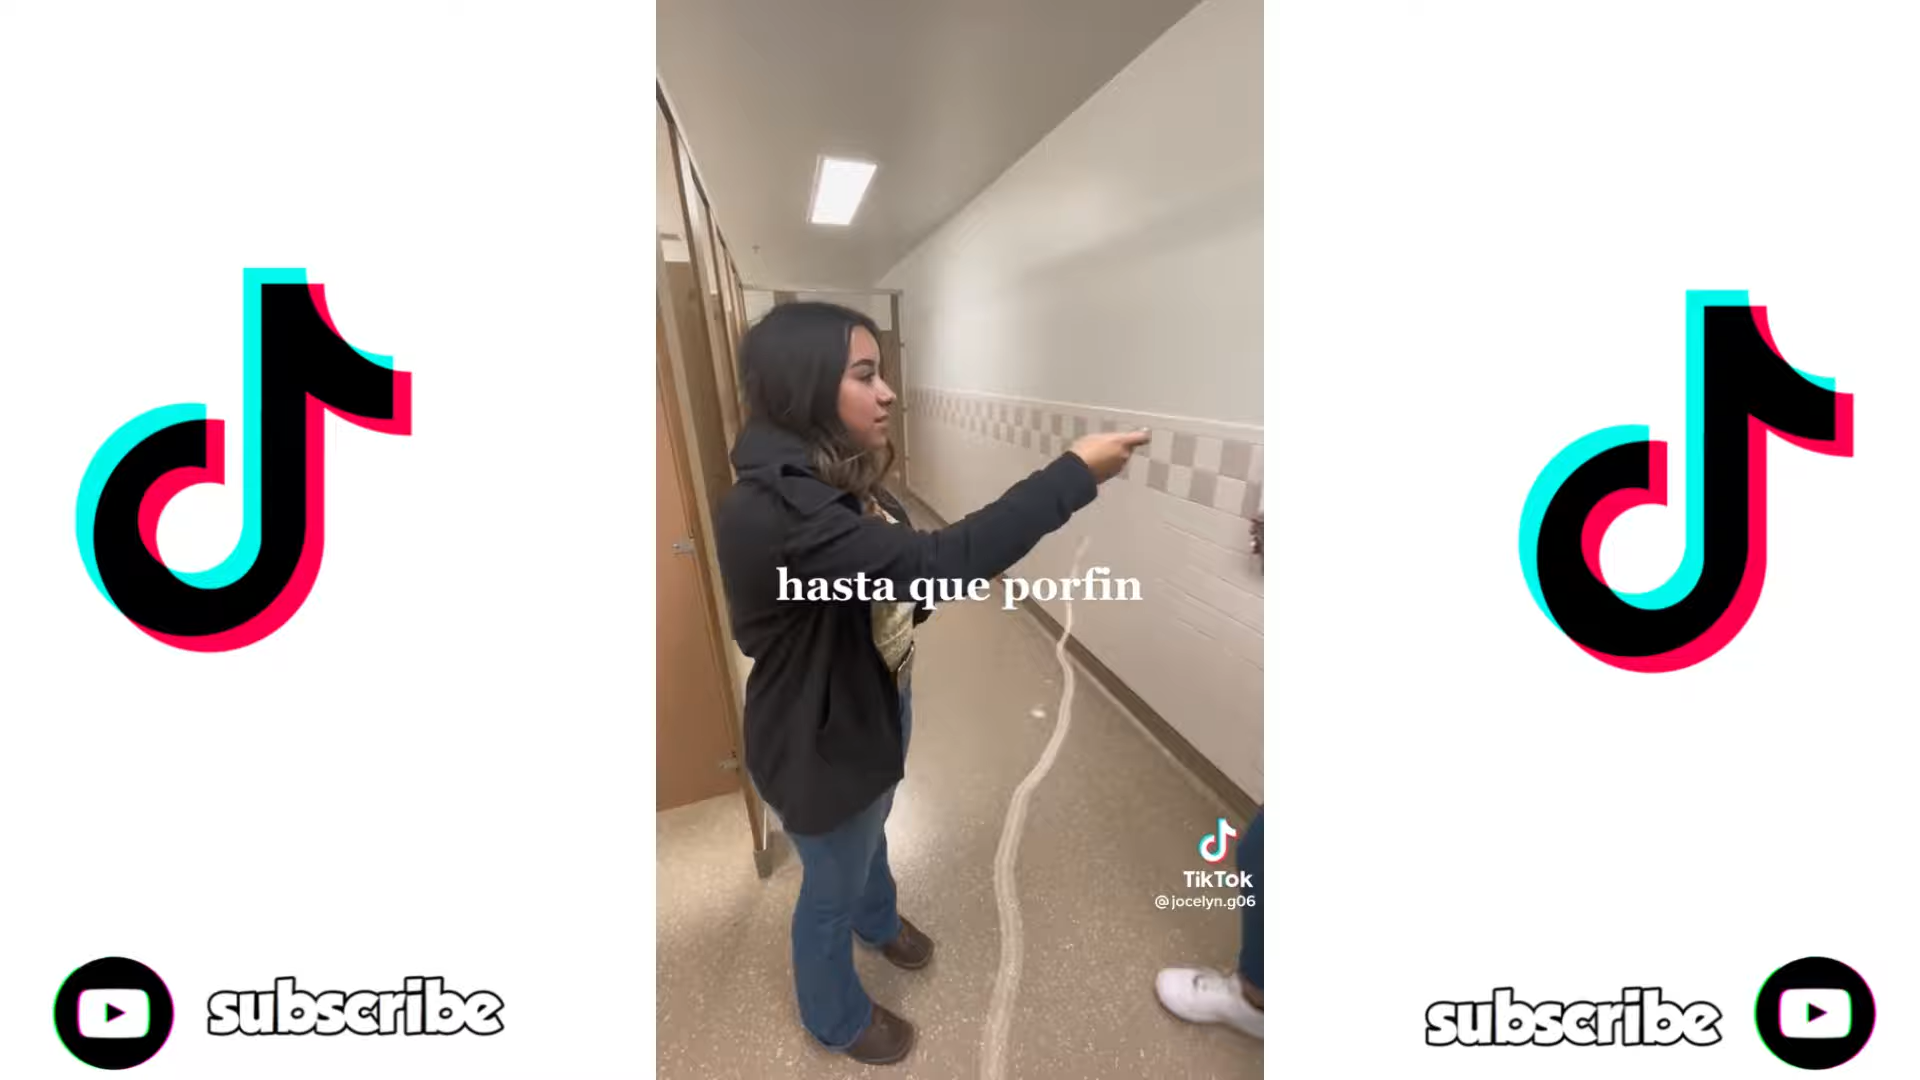 hasta que porfin
TikTok
@jocelyn.g06
subscribe
subscribe